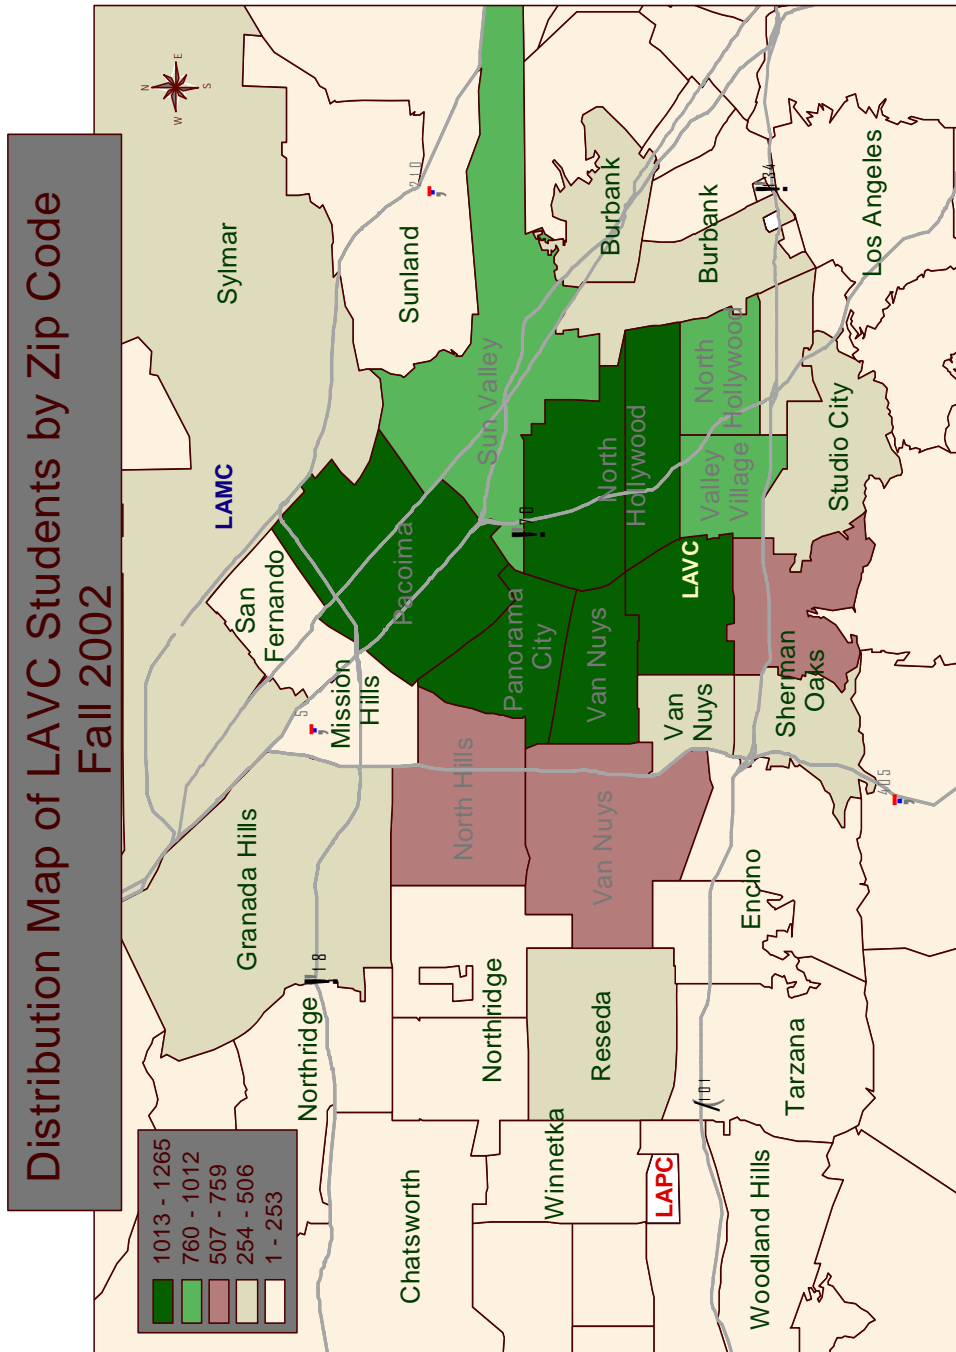 Distribution Map of LAVC Students by Zip Code
Fall 2002
N
W
E
S
Sylmar
LAMC
Sunland
210
San
Fernando
Mission
Hills
5
Granada Hills
Northridge
118
Pacoima
Sun Valley
Burbank
Burbank
134
Los Angeles
170
North
Hollywood
North
Hollywood
Valley
Village
Studio City
Panorama
City
Van Nuys
LAVC
North Hills
Van Nuys
Van
Nuys
Sherman
Oaks
405
Northridge
Reseda
Encino
Tarzana
101
Chatsworth
Winnetka
LAPC
Woodland Hills
1013 - 1265
760 - 1012
507 - 759
254 - 506
1 - 253